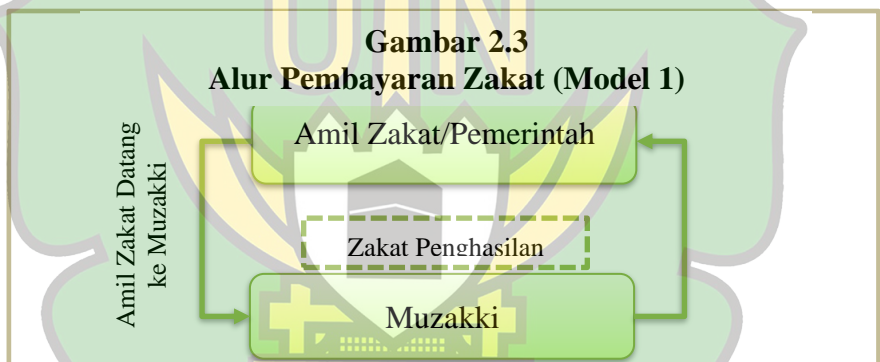 UIN
Gambar 2.3
Alur Pembayaran Zakat (Model 1)
Amil Zakat Datang
ke Muzakki
Amil Zakat/Pemerintah
Zakat Penghasilan
Muzakki